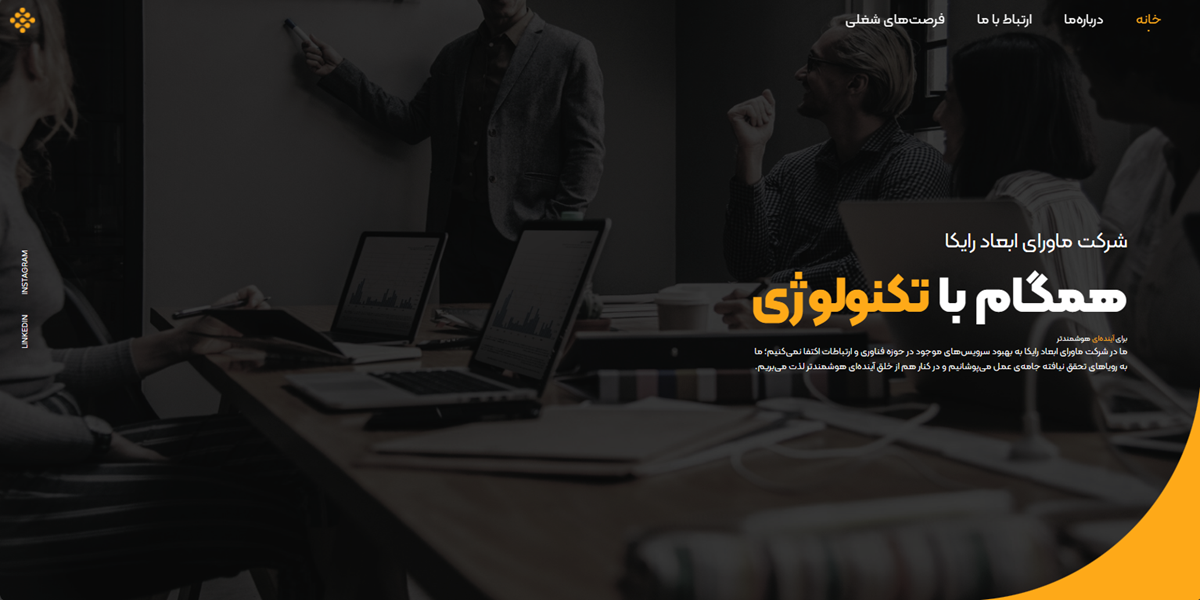 خانه
درباره‌ما
ارتباط با ما
فرصت‌های شغلی
شرکت ماورای ابعاد رایکا
همگام با تکنولوژی
برای آینده‌ای هوشمندتر
ما در شرکت ماورای ابعاد رایکا به بهبود سرویس‌های موجود در حوزه فناوری و ارتباطات اکتفا نمی‌کنیم؛ ما
به رویاهای تحقق نیافته جامه‌ی عمل می‌پوشانیم و در کنار هم از خلق آینده‌ای هوشمندتر لذت می‌بریم.
INSTAGRAM
LINKEDIN